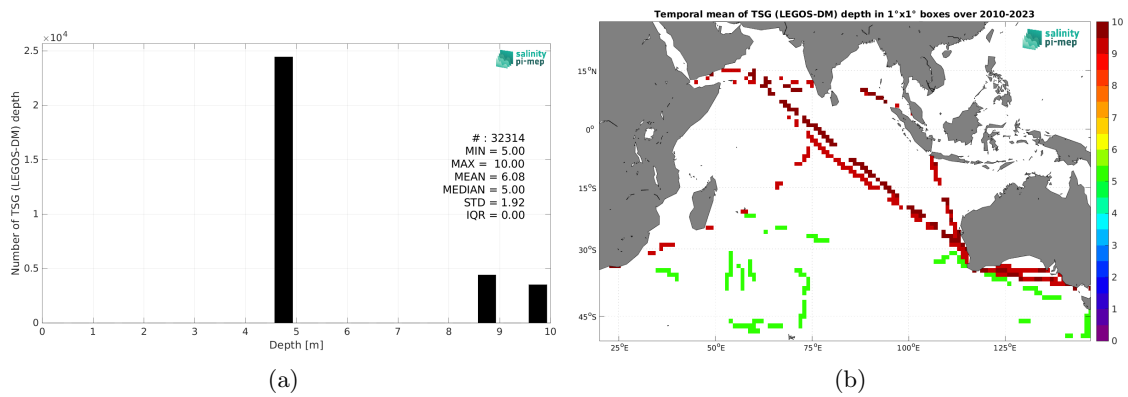 ×10⁴
2.5
2
1.5
1
0.5
0
Number of TSG (LEGOS-DM) depth
salinity
pi-mep
# : 32314
MIN = 5.00
MAX = 10.00
MEAN = 6.08
MEDIAN = 5.00
STD = 1.92
IQR = 0.00
0 1 2 3 4 5 6 7 8 9 10
Depth [m]
(a)
Temporal mean of TSG (LEGOS-DM) depth in 1°x1° boxes over 2010-2023
salinity
pi-mep
15°N
0°
15°S
30°S
45°S
25°E 50°E 75°E 100°E 125°E
10
9
8
7
6
5
4
3
2
1
0
(b)